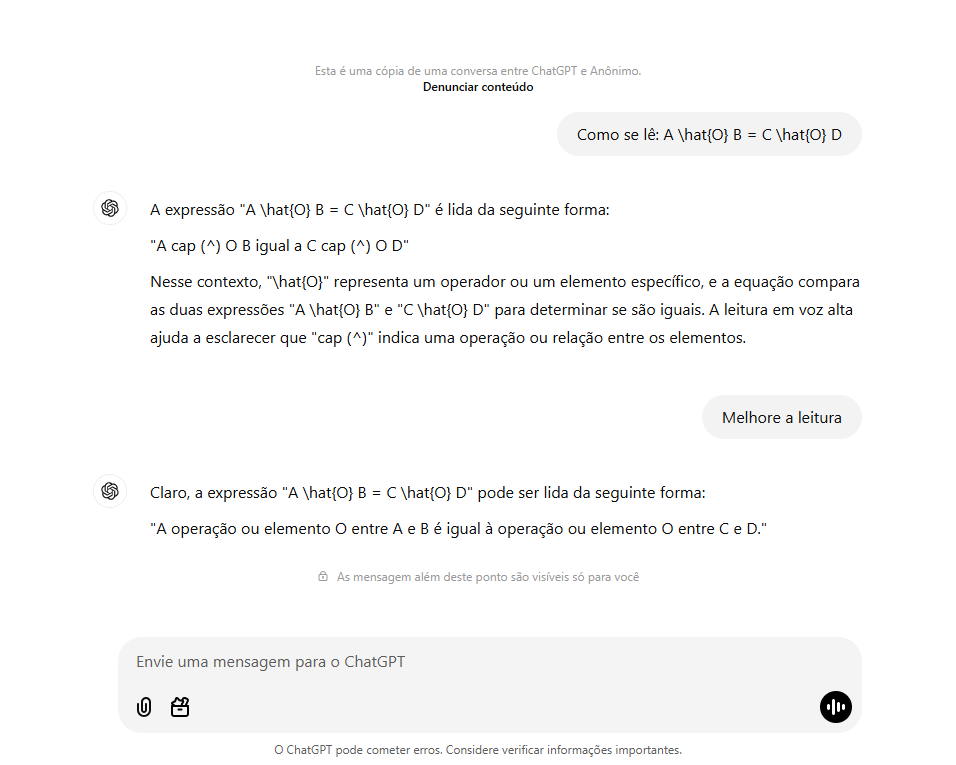 Esta é uma cópia de uma conversa entre ChatGPT e Anônimo.
Denunciar conteúdo
Como se lê: A \hat{O} B = C \hat{O} D
A expressão "A \hat{O} B = C \hat{O} D" é lida da seguinte forma:
"A cap (^) O B igual a C cap (^) O D"
Nesse contexto, "\hat{O}" representa um operador ou um elemento específico, e a equação compara
as duas expressões "A \hat{O} B" e "C \hat{O} D" para determinar se são iguais. A leitura em voz alta
ajuda a esclarecer que "cap (^)" indica uma operação ou relação entre os elementos.
Melhore a leitura
Claro, a expressão "A \hat{O} B = C \hat{O} D" pode ser lida da seguinte forma:
"A operação ou elemento O entre A e B é igual à operação ou elemento O entre C e D."
As mensagem além deste ponto são visíveis só para você
Envie uma mensagem para o ChatGPT
O ChatGPT pode cometer erros. Considere verificar informações importantes.